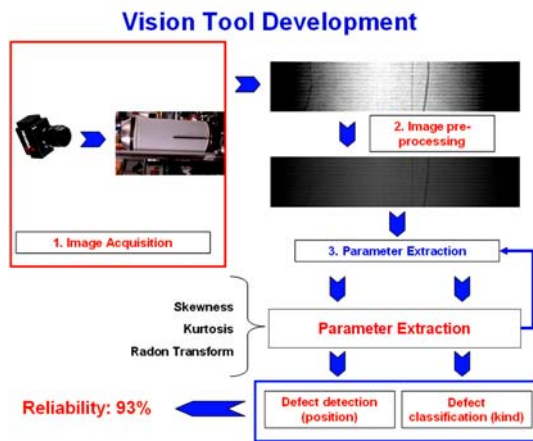 Vision Tool Development
2. Image pre-
processing
1. Image Acquisition
3. Parameter Extraction
Skewness
Kurtosis
Radon Transform
Parameter Extraction
Reliability: 93%
Defect detection
(position)
Defect
classification (kind)